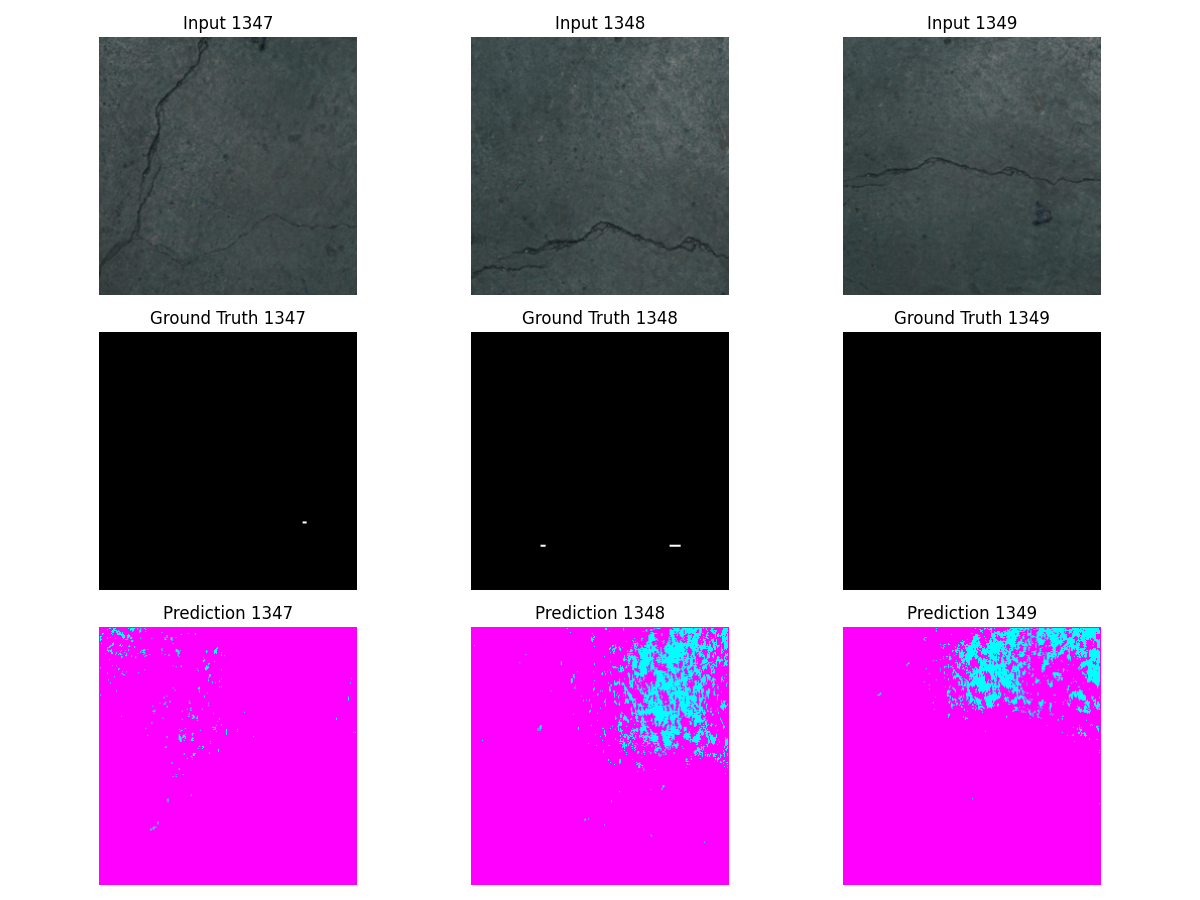 Input 1347
Input 1348
Input 1349
Ground Truth 1347
Ground Truth 1348
Ground Truth 1349
Prediction 1347
Prediction 1348
Prediction 1349